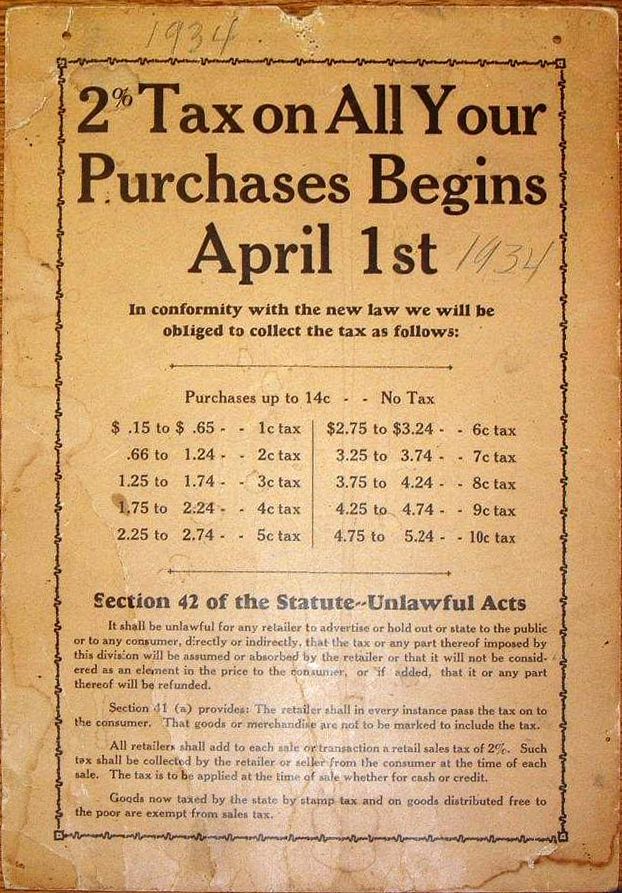 1934
2% Tax on All Your
Purchases Begins
April 1st 1934
In conformity with the new law we will be
obliged to collect the tax as follows:
Purchases up to 14c - - No Tax
$ .15 to $ .65 - - 1c tax
.66 to 1.24 - - 2c tax
1.25 to 1.74 - - 3c tax
1.75 to 2.24 - - 4c tax
2.25 to 2.74 - - 5c tax
$2.75 to $3.24 - - 6c tax
3.25 to 3.74 - - 7c tax
3.75 to 4.24 - - 8c tax
4.25 to 4.74 - - 9c tax
4.75 to 5.24 - - 10c tax
Section 42 of the Statute--Unlawful Acts
It shall be unlawful for any retailer to advertise or hold out or state to the public
or to any consumer, directly or indirectly, that the tax or any part thereof imposed by
this division will be assumed or absorbed by the retailer or that it will not be consid-
ered as an element in the price to the consumer, or if added, that it or any part
thereof will be refunded.
Section 41 (a) provides: The retailer shall in every instance pass the tax on to
the consumer. That goods or merchandise are not to be marked to include the tax.
All retailers shall add to each sale or transaction a retail sales tax of 2%. Such
tax shall be collected by the retailer or seller from the consumer at the time of each
sale. The tax is to be applied at the time of sale whether for cash or credit.
Goods now taxed by the state by stamp tax and on goods distributed free to
the poor are exempt from sales tax.